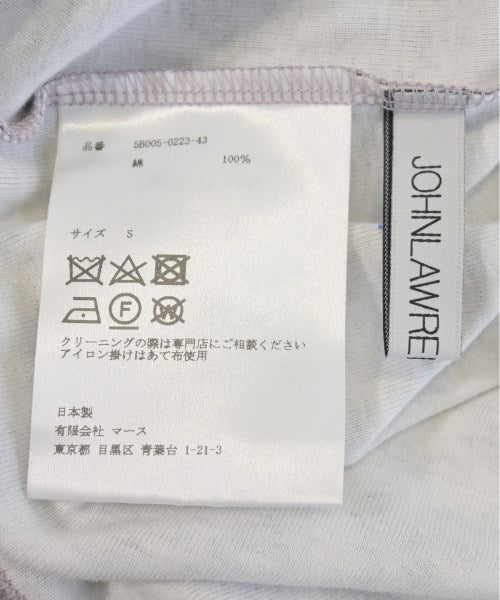 品番 5B005-0223-43
綿 100%
サイズ S
F
W
クリーニングの際は専門店にご相談ください
アイロン掛けはあて布使用
日本製
有限会社 マース
東京都 目黒区 青葉台 1-21-3
JOHNLAWRE